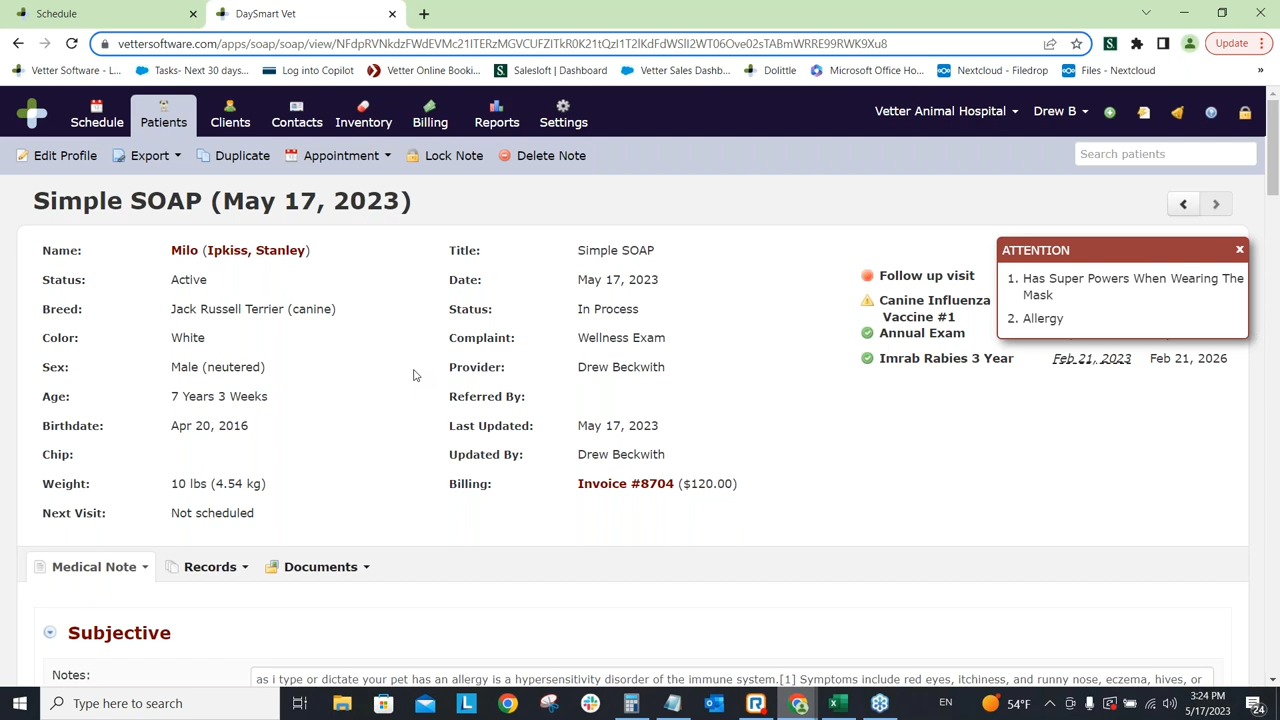 Schedule
DaySmart Vet
vettersoftware.com/apps/soap/soap/view/
Update
Vetter Software - L...
Tasks- Next 30 days...
Log into Copilot
Vetter Online Booki...
Salesloft | Dashboard
Vetter Sales Dashb...
Dolittle
Microsoft Office Ho...
Nextcloud - Filedrop
Files - Nextcloud
»
Schedule
Patients
Clients
Contacts
Inventory
Billing
Reports
Settings
Vetter Animal Hospital
Drew B
Edit Profile
Export
Duplicate
Appointment
Lock Note
Delete Note
Search patients
Simple SOAP (May 17, 2023)
Name: Milo (Ipkiss, Stanley)
Status: Active
Breed: Jack Russell Terrier (canine)
Color: White
Sex: Male (neutered)
Age: 7 Years 3 Weeks
Birthdate: Apr 20, 2016
Chip:
Weight: 10 lbs (4.54 kg)
Next Visit: Not scheduled
Title: Simple SOAP
Date: May 17, 2023
Status: In Process
Complaint: Wellness Exam
Provider: Drew Beckwith
Referred By:
Last Updated: May 17, 2023
Updated By: Drew Beckwith
Billing: Invoice #8704 ($120.00)
Follow up visit
Canine Influenza
Vaccine #1
Annual Exam
Imrab Rabies 3 Year Feb 21, 2023 Feb 21, 2026
ATTENTION x
1. Has Super Powers When Wearing The
Mask
2. Allergy
Medical Note
Records
Documents
Subjective
Notes: as i type or dictate your pet has an allergy is a hypersensitivity disorder of the immune system.[1] Symptoms include red eyes, itchiness, and runny nose, eczema, hives, or
Type here to search
EN
54°F
3:24 PM
5/17/2023
24